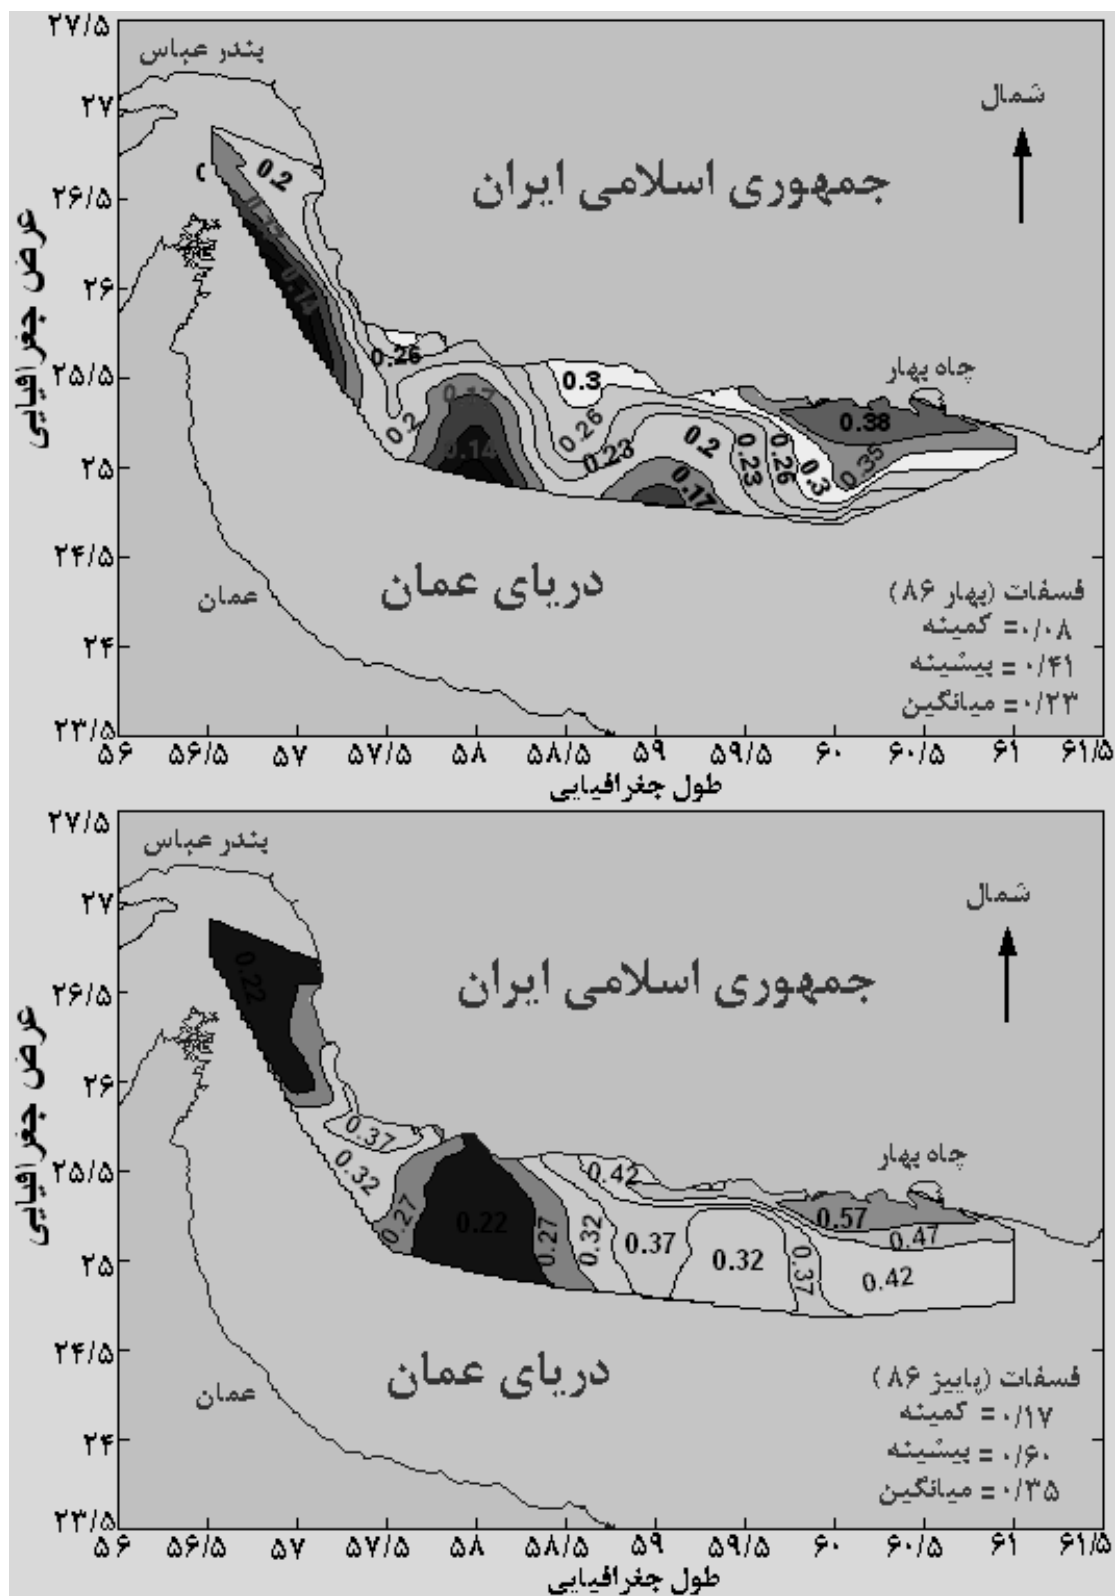 ۲۷/۵
بندر عباس
۲۷
شمال
0.2
0
جمهوری اسلامی ایران
۲۶/۵
عرض جغرافیایی
0.14
۲۶
0.26
۲۵/۵
چاه بهار
0.3
0.17
0.38
0.2
0.26
0.2
0.14
0.23
0.23
0.26
0.3
0.35
0.17
۲۵
۲۴/۵
دریای عمان
عمان
فسفات (بهار ۸۶)
کمینه =۰/۰۸
۲۴
بیشینه =۰/۴۱
میانگین =۰/۲۳
۲۳/۵
۵۶ ۵۶/۵ ۵۷ ۵۷/۵ ۵۸ ۵۸/۵ ۵۹ ۵۹/۵ ۶۰ ۶۰/۵ ۶۱ ۶۱/۵
طول جغرافیایی
۲۷/۵
بندر عباس
۲۷
شمال
0.22
جمهوری اسلامی ایران
۲۶/۵
عرض جغرافیایی
۲۶
0.37
۲۵/۵
0.32
0.42
چاه بهار
0.27
0.22
0.27
0.32
0.37
0.32
0.37
0.57
0.47
0.42
۲۵
۲۴/۵
دریای عمان
عمان
فسفات (پاییز ۸۶)
کمینه =۰/۱۷
۲۴
بیشینه =۰/۶۰
میانگین =۰/۳۵
۲۳/۵
۵۶ ۵۶/۵ ۵۷ ۵۷/۵ ۵۸ ۵۸/۵ ۵۹ ۵۹/۵ ۶۰ ۶۰/۵ ۶۱ ۶۱/۵
طول جغرافیایی